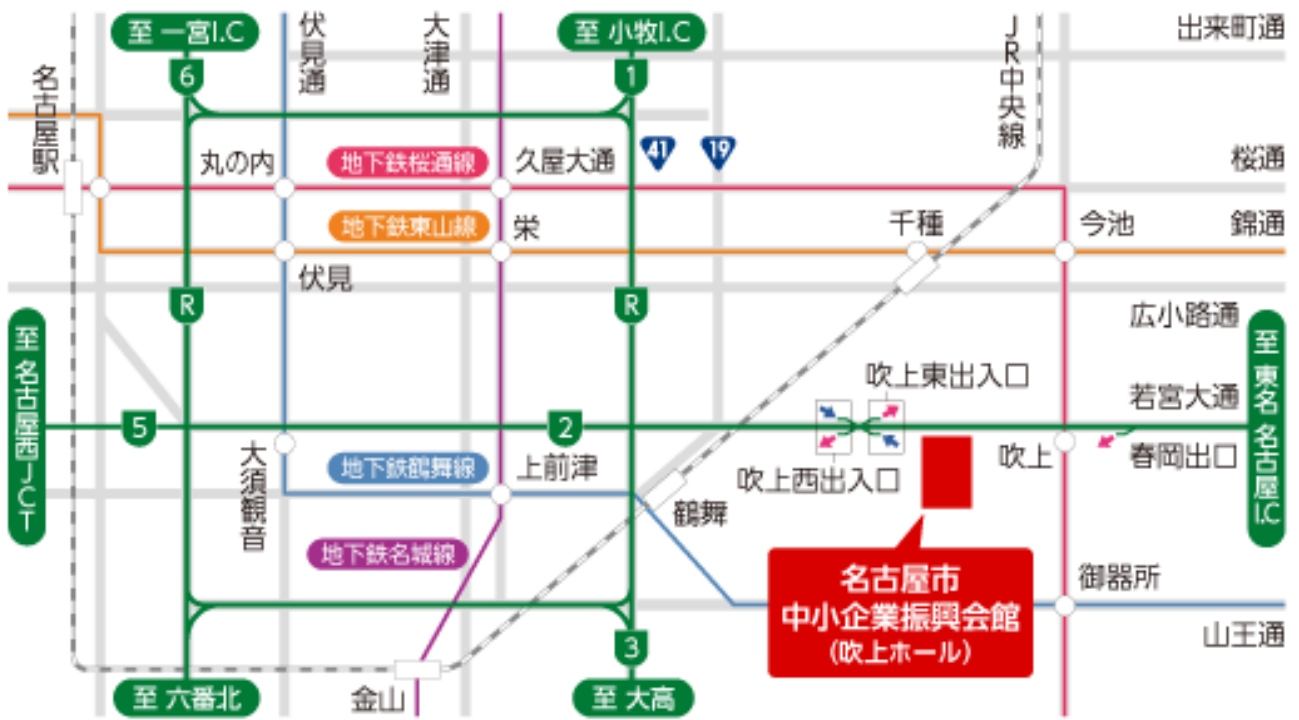 至 一宮I.C
伏見通
大津通
至 小牧I.C
JR中央線
出来町通
名古屋駅
6
1
丸の内
地下鉄桜通線
久屋大通
41
19
桜通
地下鉄東山線
栄
千種
今池
錦通
伏見
R
R
広小路通
至 名古屋西JCT
至 東名 名古屋I.C
吹上東出入口
若宮大通
5
2
大須観音
地下鉄鶴舞線
上前津
吹上西出入口
吹上
春岡出口
鶴舞
地下鉄名城線
名古屋市
中小企業振興会館
(吹上ホール)
御器所
山王通
3
至 六番北
金山
至 大高